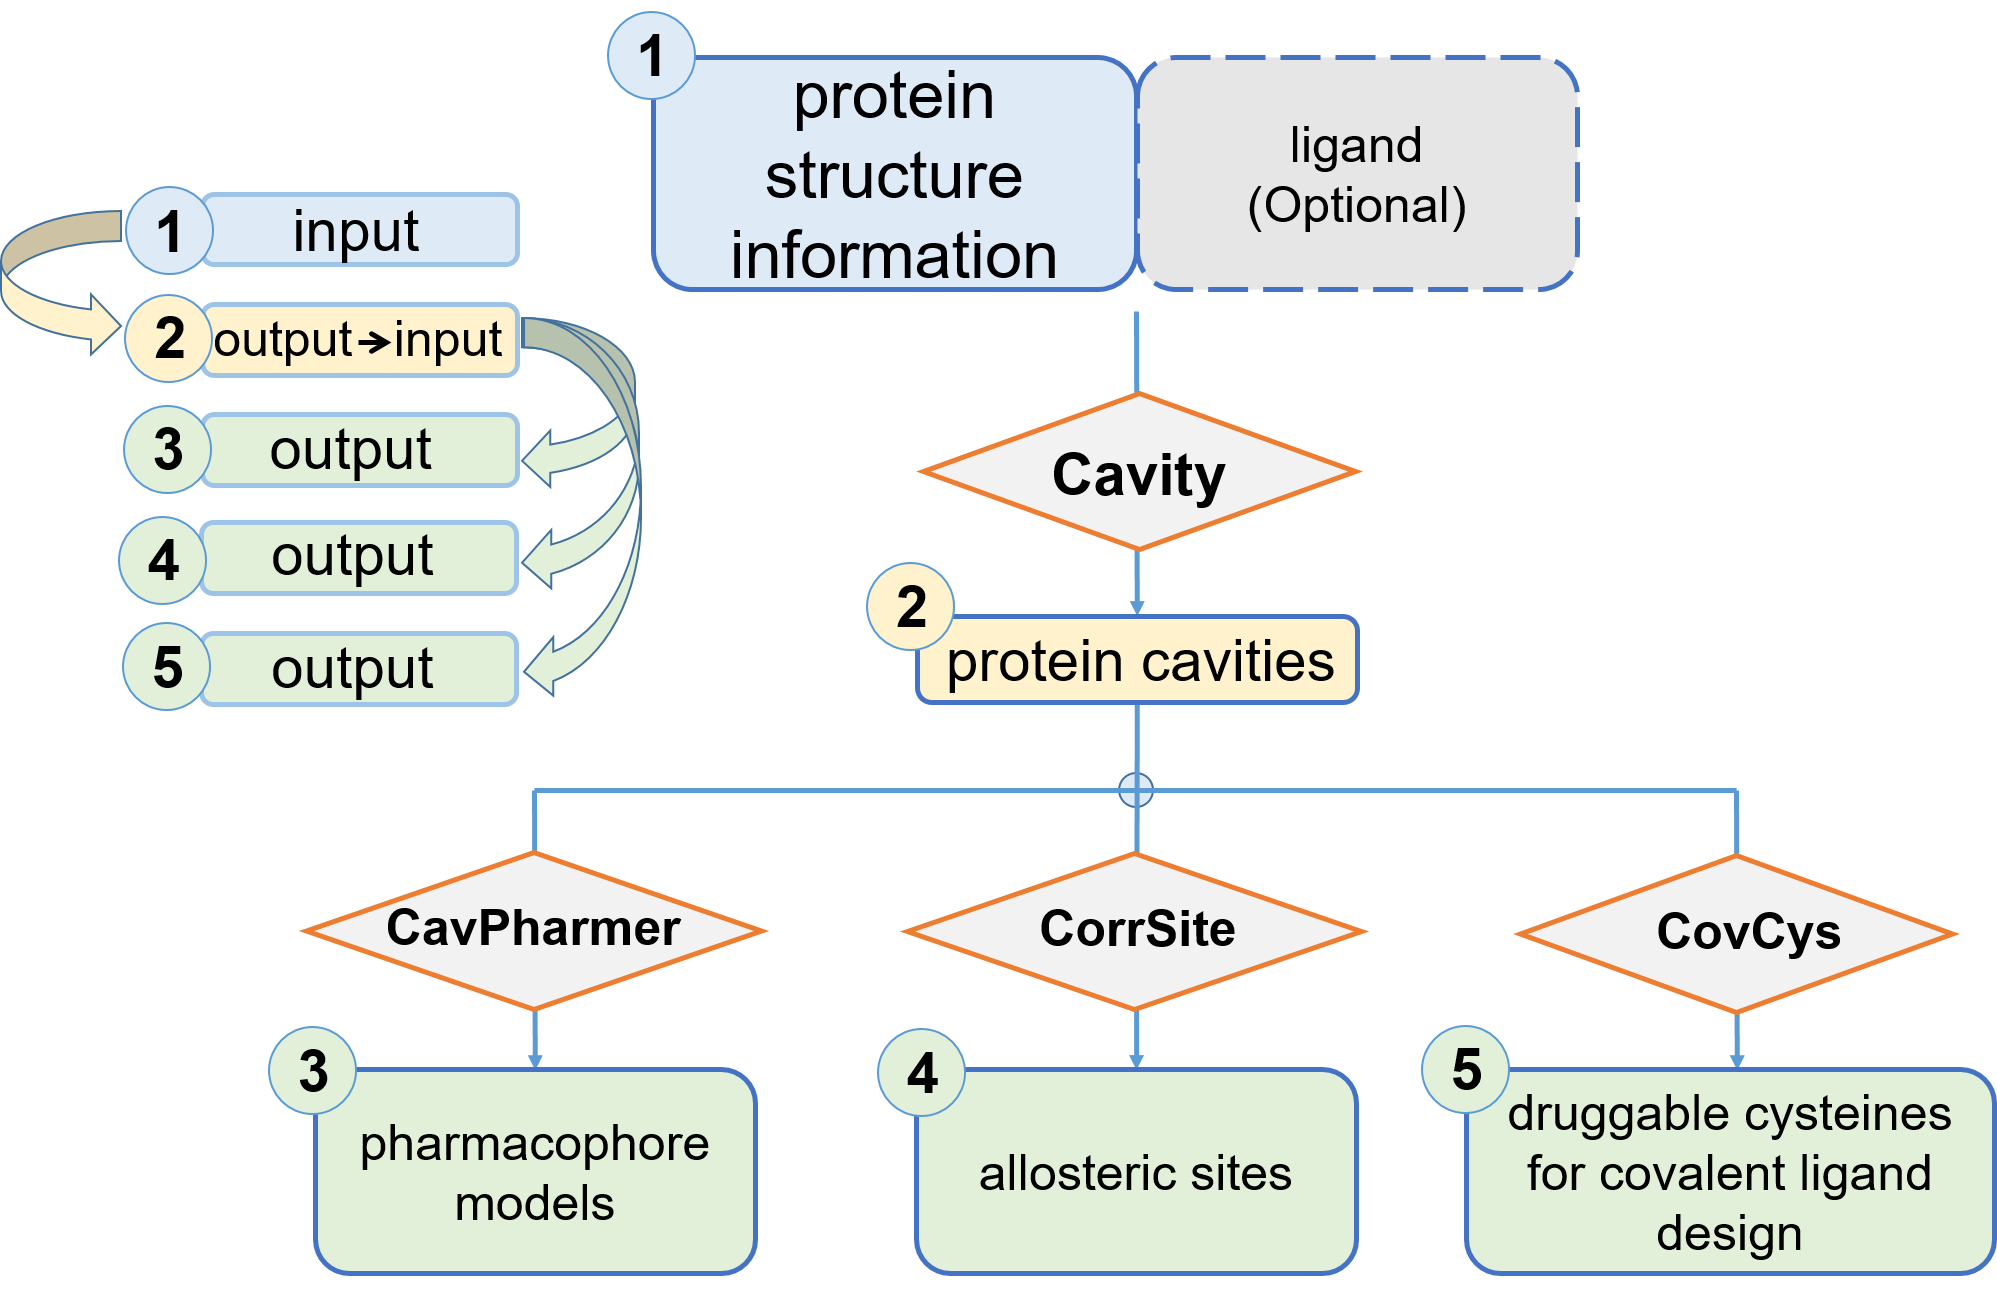 1
protein
structure
information
ligand
(Optional)
1
input
2
output➔input
3
output
4
output
5
output
Cavity
2
protein cavities
CavPharmer
CorrSite
CovCys
3
pharmacophore
models
4
allosteric sites
5
druggable cysteines
for covalent ligand
design